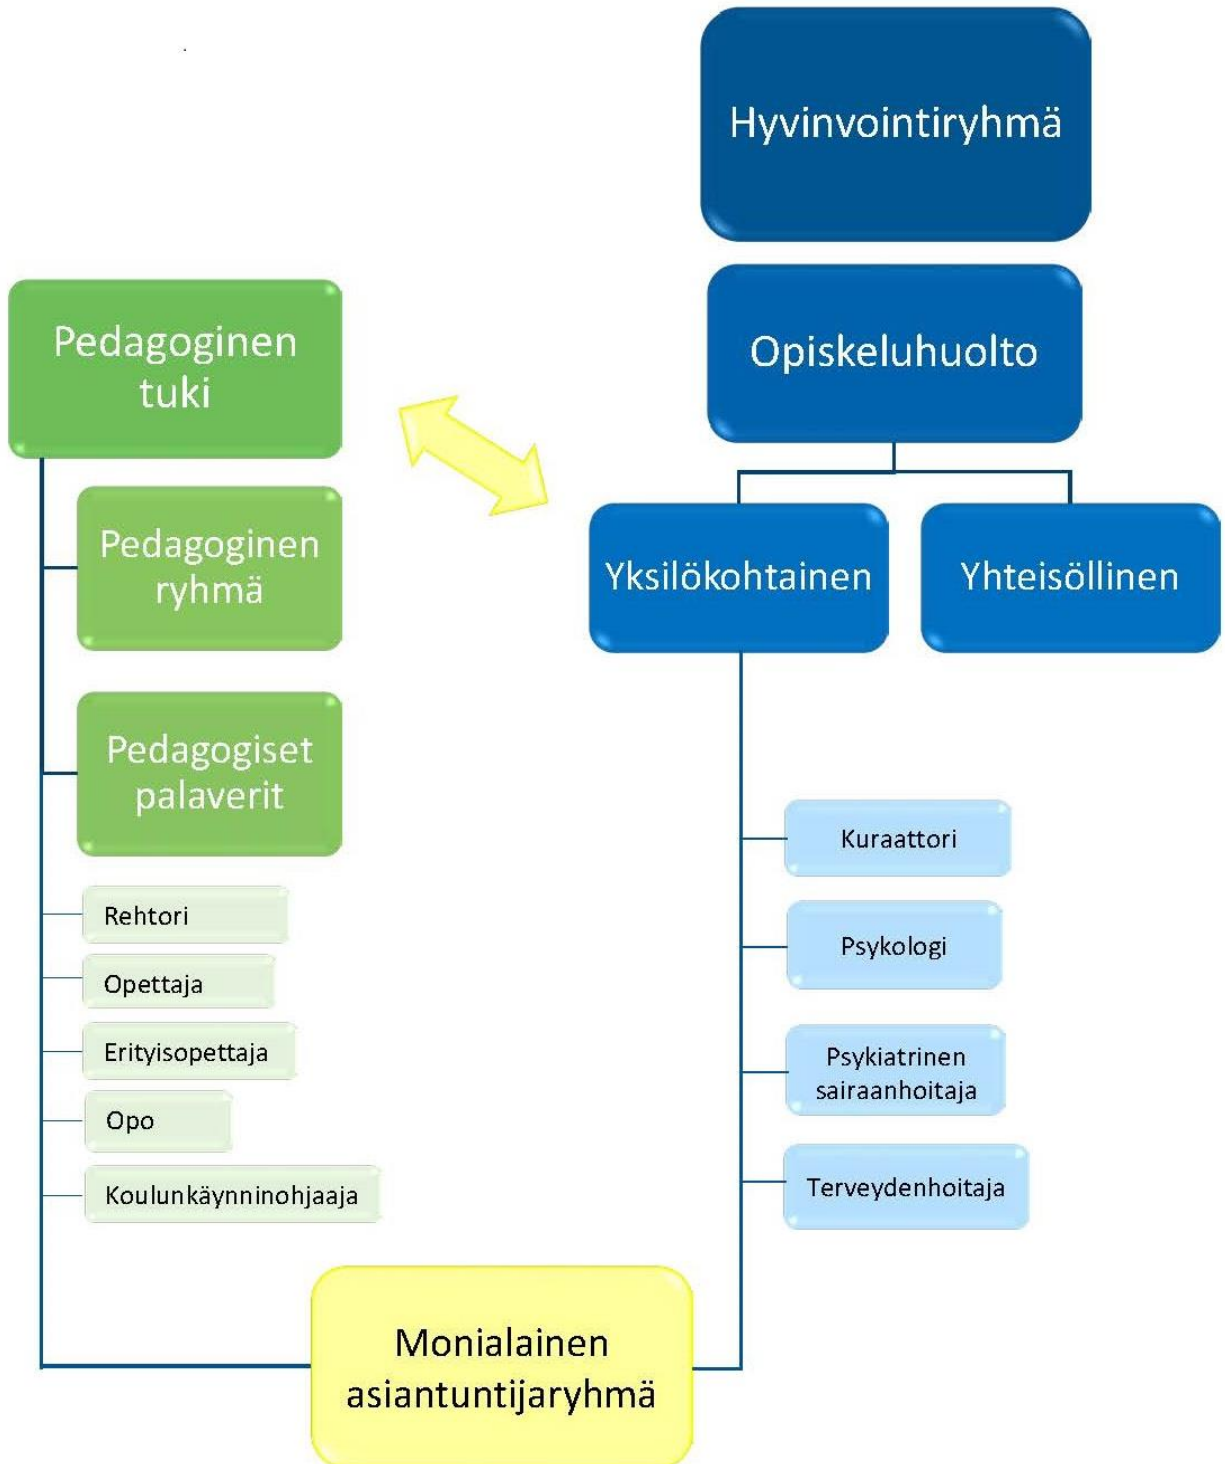 Hyvinvointiryhmä
Opiskeluhuolto
Yksilökohtainen
Yhteisöllinen
Kuraattori
Psykologi
Psykiatrinen
sairaanhoitaja
Terveydenhoitaja
Pedagoginen
tuki
Pedagoginen
ryhmä
Pedagogiset
palaverit
Rehtori
Opettaja
Erityisopettaja
Opo
Koulunkäynninohjaaja
Monialainen
asiantuntijaryhmä